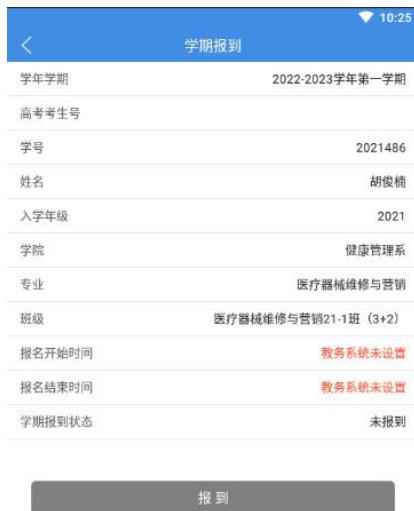 10:25
学期报到
学年学期 2022-2023学年第一学期
高考考生号
学号 2021486
姓名 胡俊楠
入学年级 2021
学院 健康管理系
专业 医疗器械维修与营销
班级 医疗器械维修与营销21-1班（3+2）
报名开始时间 教务系统未设置
报名结束时间 教务系统未设置
学期报到状态 未报到
报 到